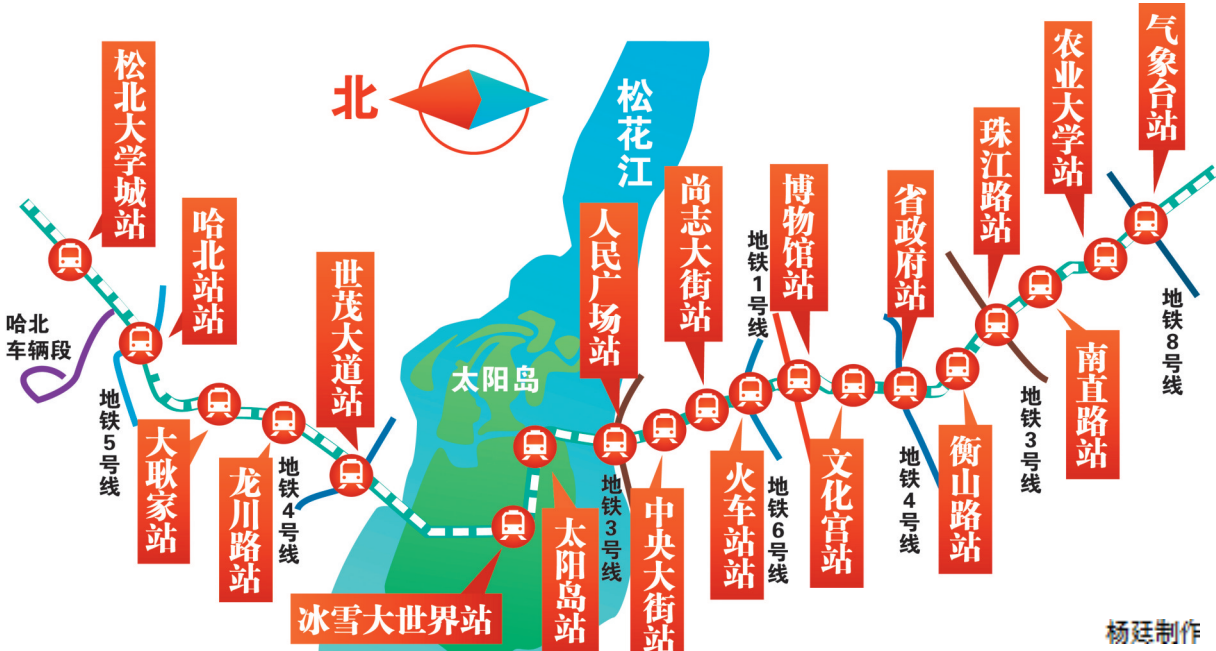 北
松花江
太阳岛
松北大学城站
哈北站站
哈北
车辆段
地铁5号线
大耿家站
龙川路站
地铁4号线
世茂大道站
冰雪大世界站
太阳岛站
人民广场站
地铁3号线
中央大街站
尚志大街站
地铁1号线
火车站站
地铁6号线
博物馆站
文化宫站
省政府站
地铁4号线
衡山路站
珠江路站
地铁3号线
南直路站
农业大学站
气象台站
地铁8号线
杨廷制作